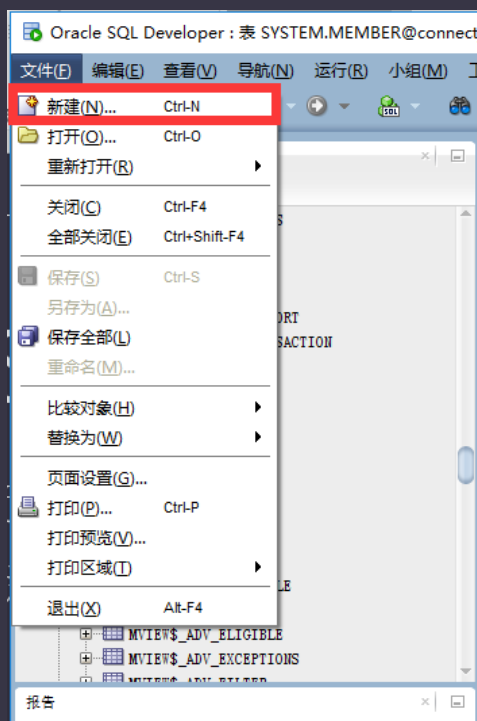 Oracle SQL Developer : 表 SYSTEM.MEMBER@connect
文件(F) 编辑(E) 查看(V) 导航(N) 运行(R) 小组(M)
新建(N)... Ctrl-N
SQL
打开(O)... Ctrl-O
重新打开(R)
关闭(C) Ctrl-F4
全部关闭(E) Ctrl+Shift-F4
保存(S) Ctrl-S
另存为(A)...
ORT
保存全部(L)
SACTION
重命名(M)...
比较对象(H)
替换为(W)
页面设置(G)...
打印(P)... Ctrl-P
打印预览(V)...
打印区域(T)
LE
退出(X) Alt-F4
MVIEW$_ADV_ELIGIBLE
MVIEW$_ADV_EXCEPTIONS
MVIEW$_ADV_FILTER
报告